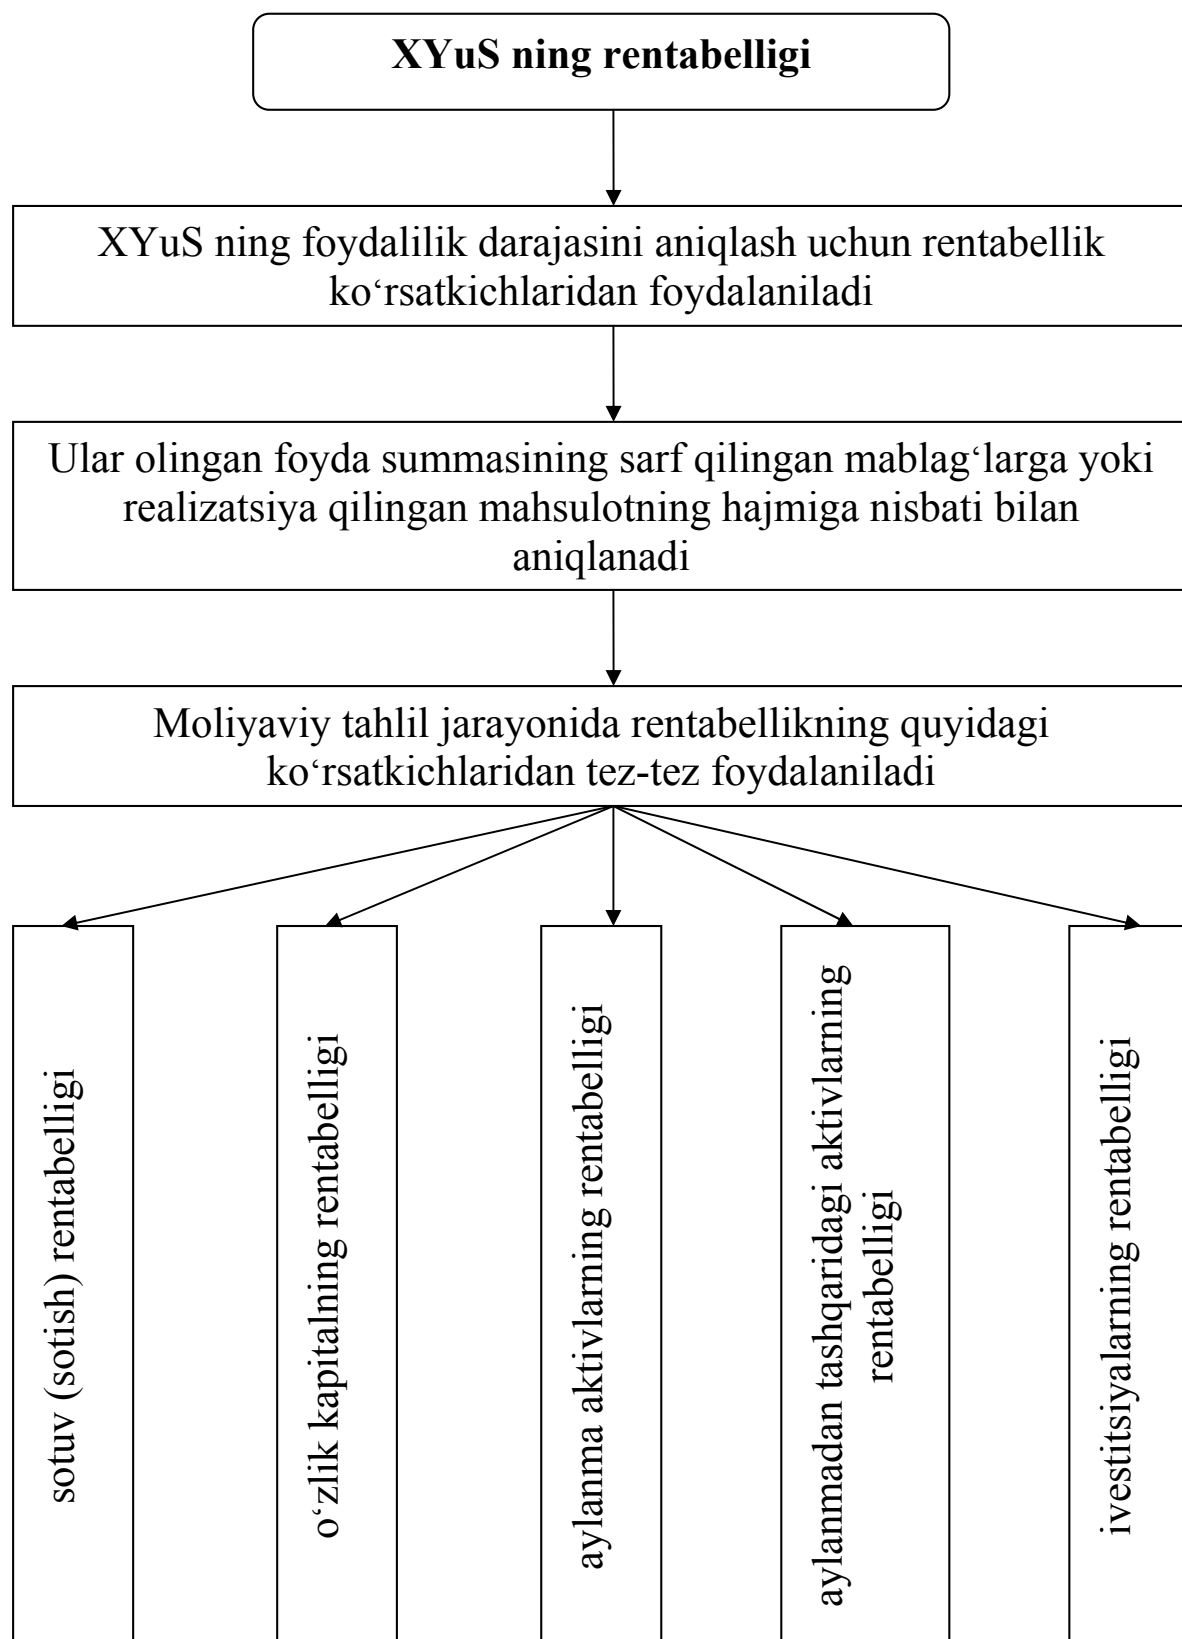 XYuS ning rentabelligi
XYuS ning foydalilik darajasini aniqlash uchun rentabellik
ko‘rsatkichlaridan foydalaniladi
Ular olingan foyda summasining sarf qilingan mablag‘larga yoki
realizatsiya qilingan mahsulotning hajmiga nisbati bilan
aniqlanadi
Moliyaviy tahlil jarayonida rentabellikning quyidagi
ko‘rsatkichlaridan tez-tez foydalaniladi
sotuv (sotish) rentabelligi
o‘zlik kapitalning rentabelligi
aylanma aktivlarning rentabelligi
aylanmadan tashqaridagi aktivlarning
rentabelligi
ivestitsiyalarning rentabelligi